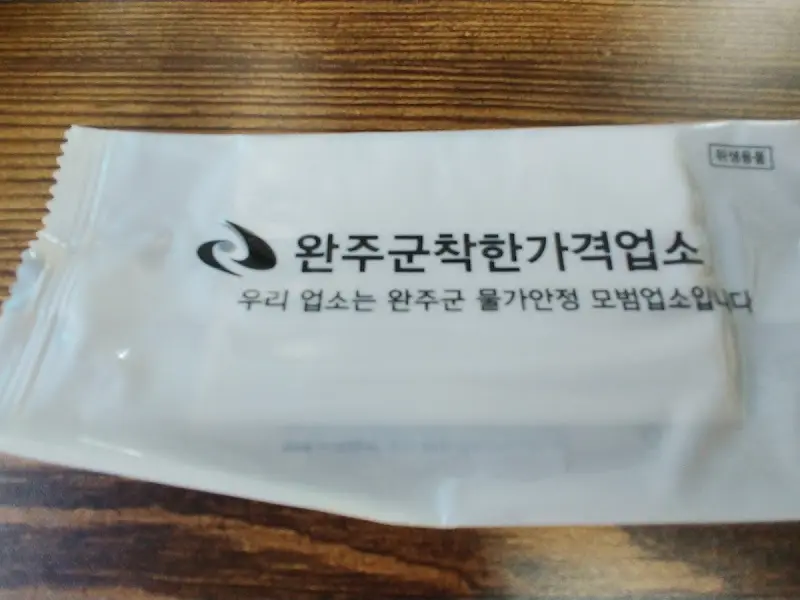 위생용품
완주군착한가격업소
우리 업소는 완주군 물가안정 모범업소입니다